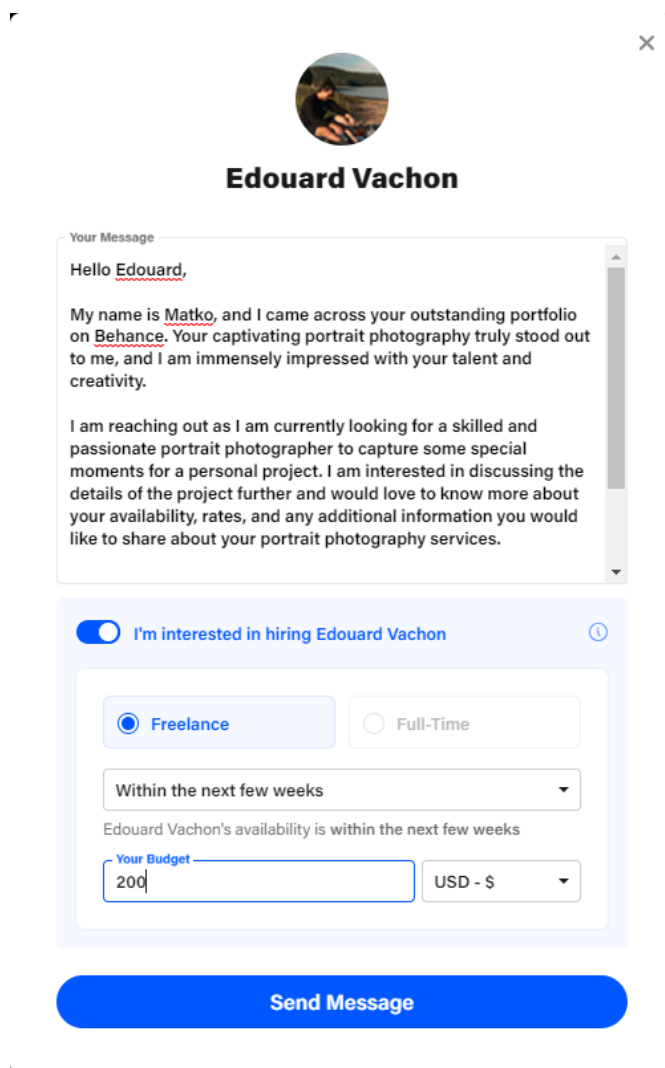 Edouard Vachon
Your Message
Hello Edouard,
My name is Matko, and I came across your outstanding portfolio
on Behance. Your captivating portrait photography truly stood out
to me, and I am immensely impressed with your talent and
creativity.
I am reaching out as I am currently looking for a skilled and
passionate portrait photographer to capture some special
moments for a personal project. I am interested in discussing the
details of the project further and would love to know more about
your availability, rates, and any additional information you would
like to share about your portrait photography services.
I'm interested in hiring Edouard Vachon
Freelance
Full-Time
Within the next few weeks
Edouard Vachon's availability is within the next few weeks
Your Budget
200
USD - $
Send Message